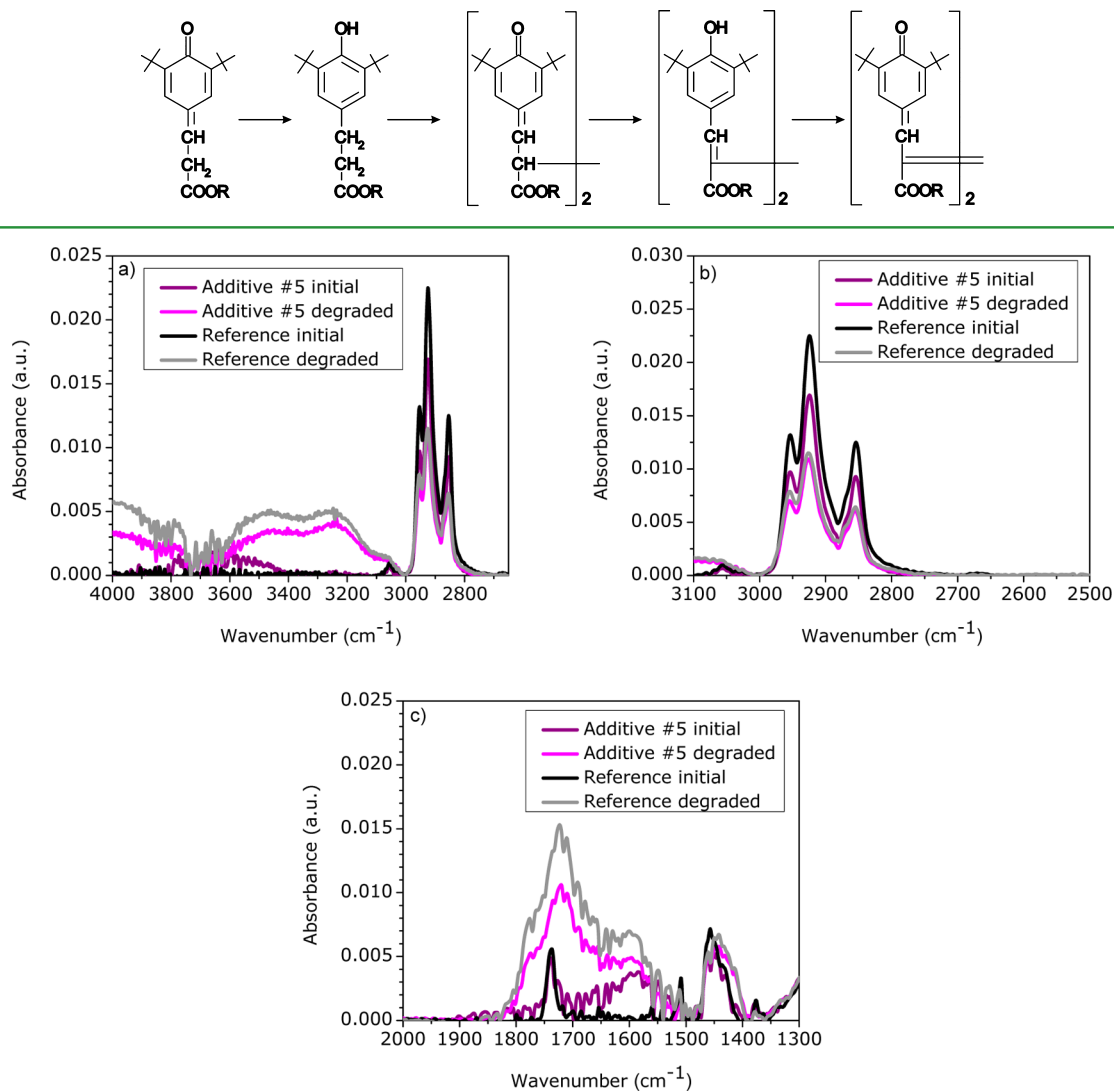 O OH O OH O
CH CH2 CH CH CH
CH2 CH2 CH
COOR COOR COOR COOR COOR
2 2 2
a)
Additive #5 initial
Additive #5 degraded
Reference initial
Reference degraded
0.025
0.020
0.015
0.010
0.005
0.000
Absorbance (a.u.)
4000 3800 3600 3400 3200 3000 2800
Wavenumber (cm-1)
b)
Additive #5 initial
Additive #5 degraded
Reference initial
Reference degraded
0.030
0.025
0.020
0.015
0.010
0.005
0.000
Absorbance (a.u.)
3100 3000 2900 2800 2700 2600 2500
Wavenumber (cm-1)
c)
Additive #5 initial
Additive #5 degraded
Reference initial
Reference degraded
0.025
0.020
0.015
0.010
0.005
0.000
Absorbance (a.u.)
2000 1900 1800 1700 1600 1500 1400 1300
Wavenumber (cm-1)